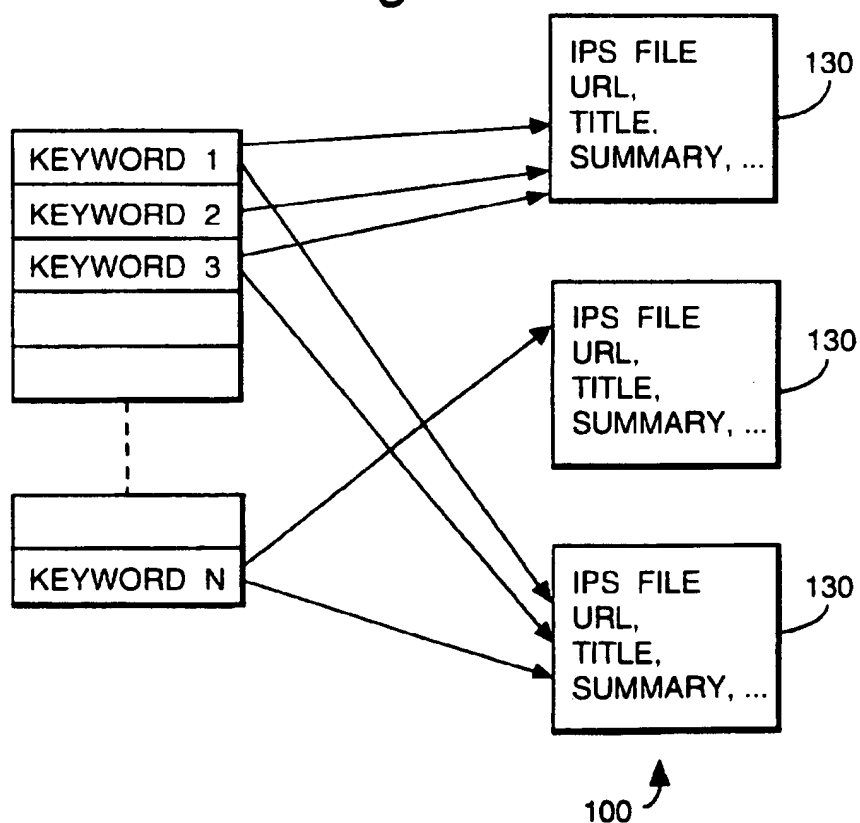 KEYWORD 1
KEYWORD 2
KEYWORD 3
KEYWORD N
IPS FILE
URL,
TITLE.
SUMMARY, ...
130
IPS FILE
URL,
TITLE,
SUMMARY, ...
130
IPS FILE
URL,
TITLE,
SUMMARY, ...
130
100